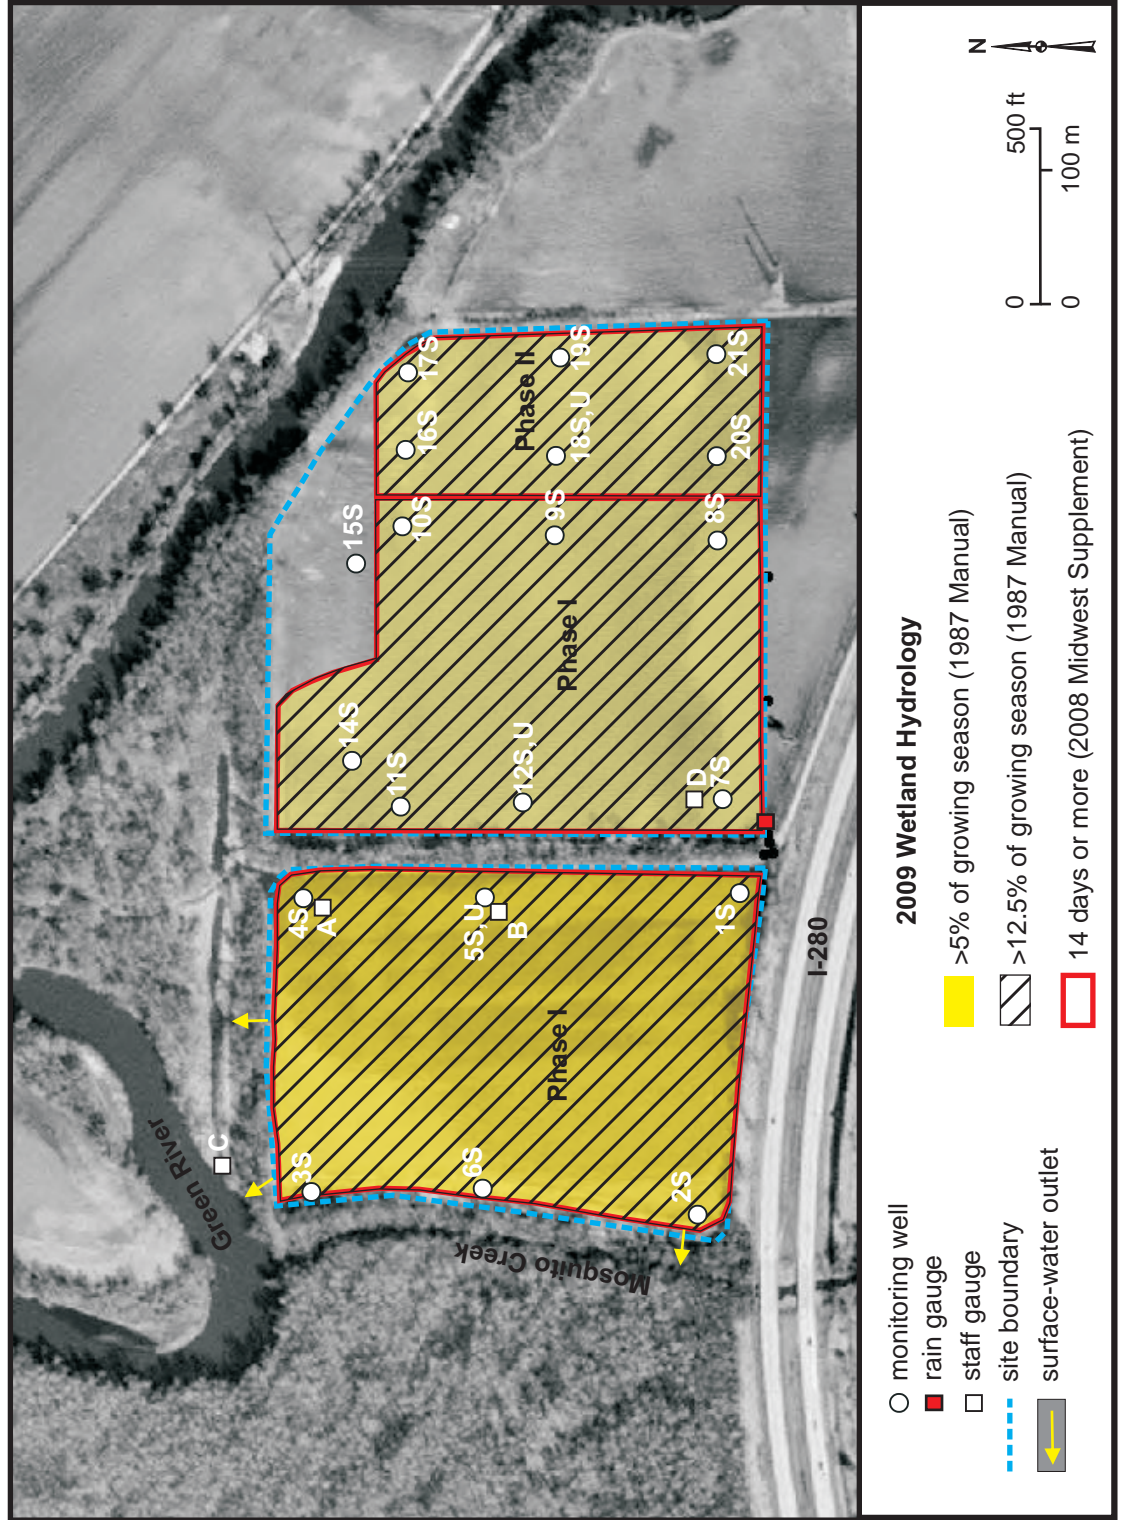 Green River
Mosquito Creek
C
3S
6S
2S
Phase I
4S
A
5S,U
B
1S
I-280
14S
11S
12S,U
D
7S
Phase I
15S
10S
9S
8S
16S
17S
Phase II
18S,U
19S
20S
21S
2009 Wetland Hydrology
monitoring well
rain gauge
staff gauge
site boundary
surface-water outlet
>5% of growing season (1987 Manual)
>12.5% of growing season (1987 Manual)
14 days or more (2008 Midwest Supplement)
0 500 ft
0 100 m
N